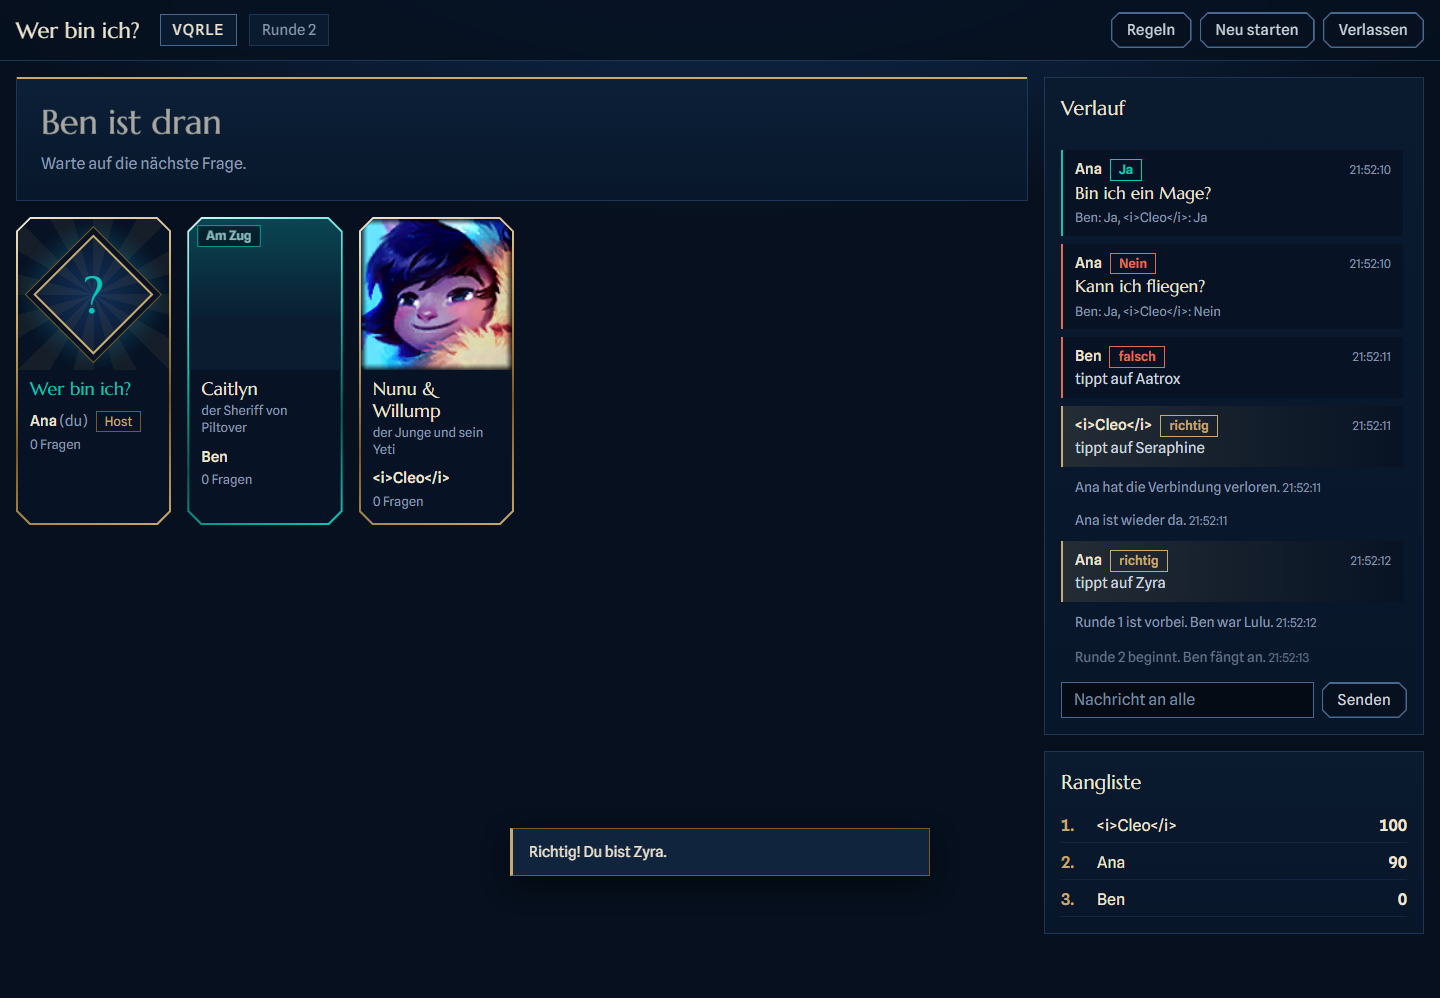 Wer bin ich?
VQRLE
Runde 2
Regeln
Neu starten
Verlassen
Ben ist dran
Warte auf die nächste Frage.
?
Wer bin ich?
Ana (du) Host
0 Fragen
Am Zug
Caitlyn
der Sheriff von
Piltover
Ben
0 Fragen
Nunu &
Willump
der Junge und sein
Yeti
<i>Cleo</i>
0 Fragen
Verlauf
Ana Ja 21:52:10
Bin ich ein Mage?
Ben: Ja, <i>Cleo</i>: Ja
Ana Nein 21:52:10
Kann ich fliegen?
Ben: Ja, <i>Cleo</i>: Nein
Ben falsch 21:52:11
tippt auf Aatrox
<i>Cleo</i> richtig 21:52:11
tippt auf Seraphine
Ana hat die Verbindung verloren. 21:52:11
Ana ist wieder da. 21:52:11
Ana richtig 21:52:12
tippt auf Zyra
Runde 1 ist vorbei. Ben war Lulu. 21:52:12
Runde 2 beginnt. Ben fängt an. 21:52:13
Nachricht an alle
Senden
Rangliste
1. <i>Cleo</i> 100
2. Ana 90
3. Ben 0
Richtig! Du bist Zyra.